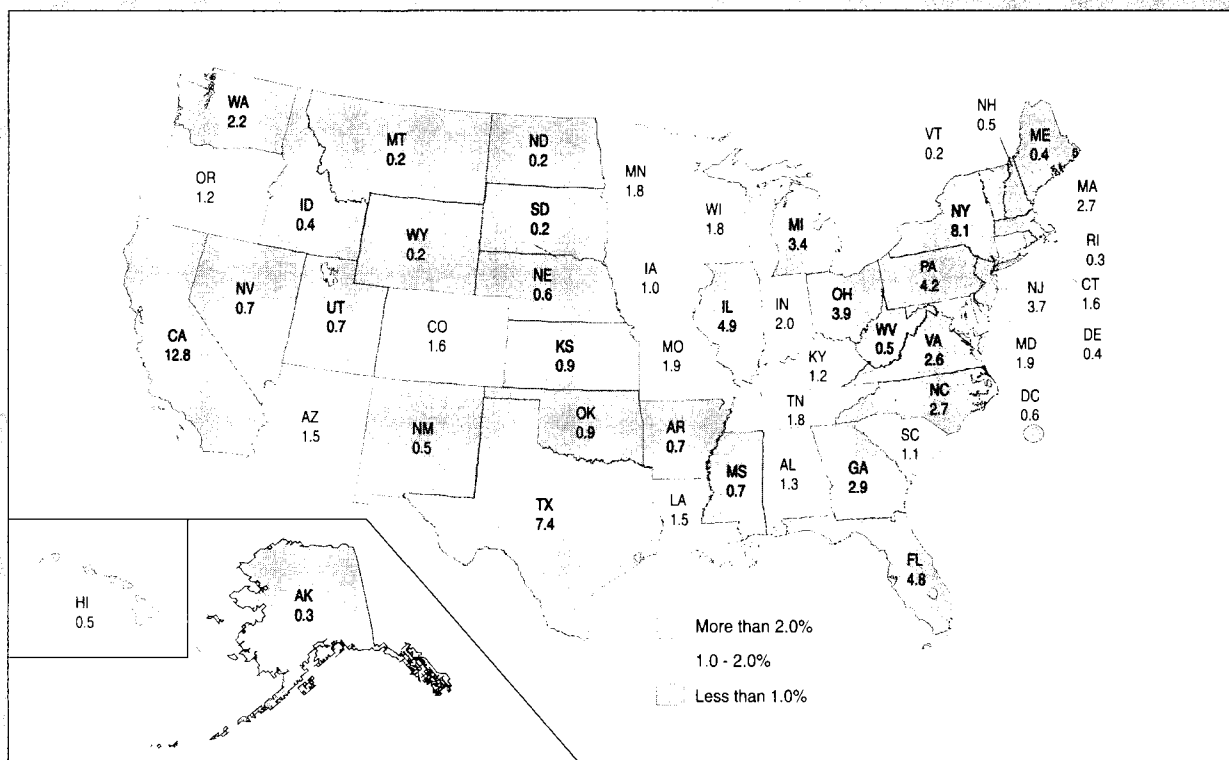 WA
2.2
OR
1.2
CA
12.8
ID
0.4
NV
0.7
MT
0.2
WY
0.2
UT
0.7
AZ
1.5
CO
1.6
NM
0.5
ND
0.2
SD
0.2
NE
0.6
KS
0.9
OK
0.9
TX
7.4
MN
1.8
IA
1.0
MO
1.9
AR
0.7
LA
1.5
WI
1.8
IL
4.9
MI
3.4
IN
2.0
OH
3.9
KY
1.2
TN
1.8
MS
0.7
AL
1.3
GA
2.9
FL
4.8
SC
1.1
NC
2.7
VA
2.6
WV
0.5
PA
4.2
NY
8.1
VT
0.2
NH
0.5
ME
0.4
MA
2.7
RI
0.3
CT
1.6
NJ
3.7
DE
0.4
MD
1.9
DC
0.6
HI
0.5
AK
0.3
More than 2.0%
1.0 - 2.0%
Less than 1.0%